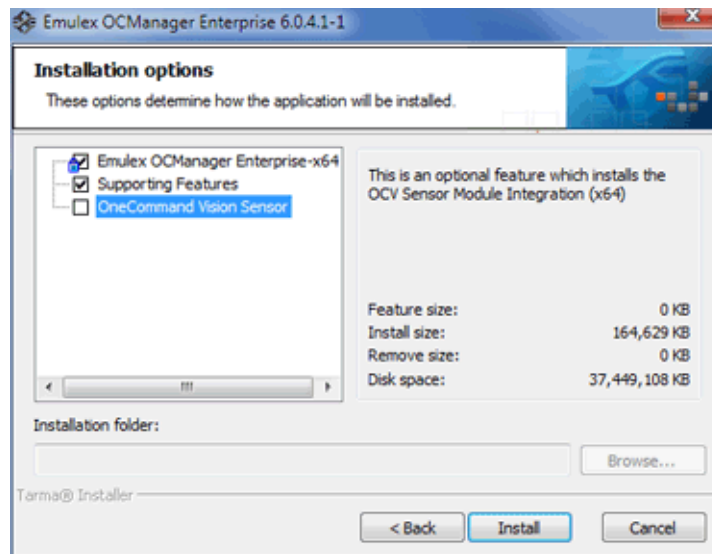 Emulex OCManager Enterprise 6.0.4.1-1
Installation options
These options determine how the application will be installed.
Emulex OCManager Enterprise-x64
Supporting Features
OneCommand Vision Sensor
This is an optional feature which installs the
OCV Sensor Module Integration (x64)
Feature size: 0 KB
Install size: 164,629 KB
Remove size: 0 KB
Disk space: 37,449,108 KB
Installation folder:
Browse...
Tarma® Installer
< Back Install Cancel